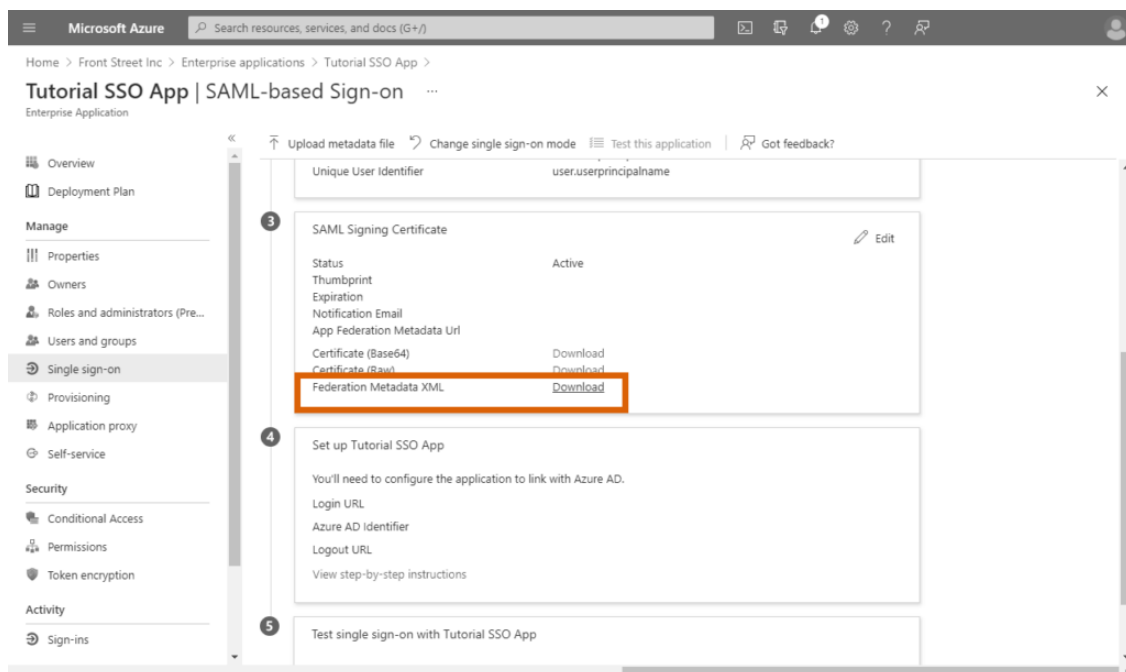 Microsoft Azure
Search resources, services, and docs (G+/)
1
Home > Front Street Inc > Enterprise applications > Tutorial SSO App >
Tutorial SSO App | SAML-based Sign-on ...
Enterprise Application
Overview
Deployment Plan
Manage
Properties
Owners
Roles and administrators (Pre...
Users and groups
Single sign-on
Provisioning
Application proxy
Self-service
Security
Conditional Access
Permissions
Token encryption
Activity
Sign-ins
Upload metadata file Change single sign-on mode Test this application Got feedback?
Unique User Identifier user.userprincipalname
3
SAML Signing Certificate
Edit
Status Active
Thumbprint
Expiration
Notification Email
App Federation Metadata Url
Certificate (Base64) Download
Certificate (Raw) Download
Federation Metadata XML Download
4
Set up Tutorial SSO App
You'll need to configure the application to link with Azure AD.
Login URL
Azure AD Identifier
Logout URL
View step-by-step instructions
5
Test single sign-on with Tutorial SSO App